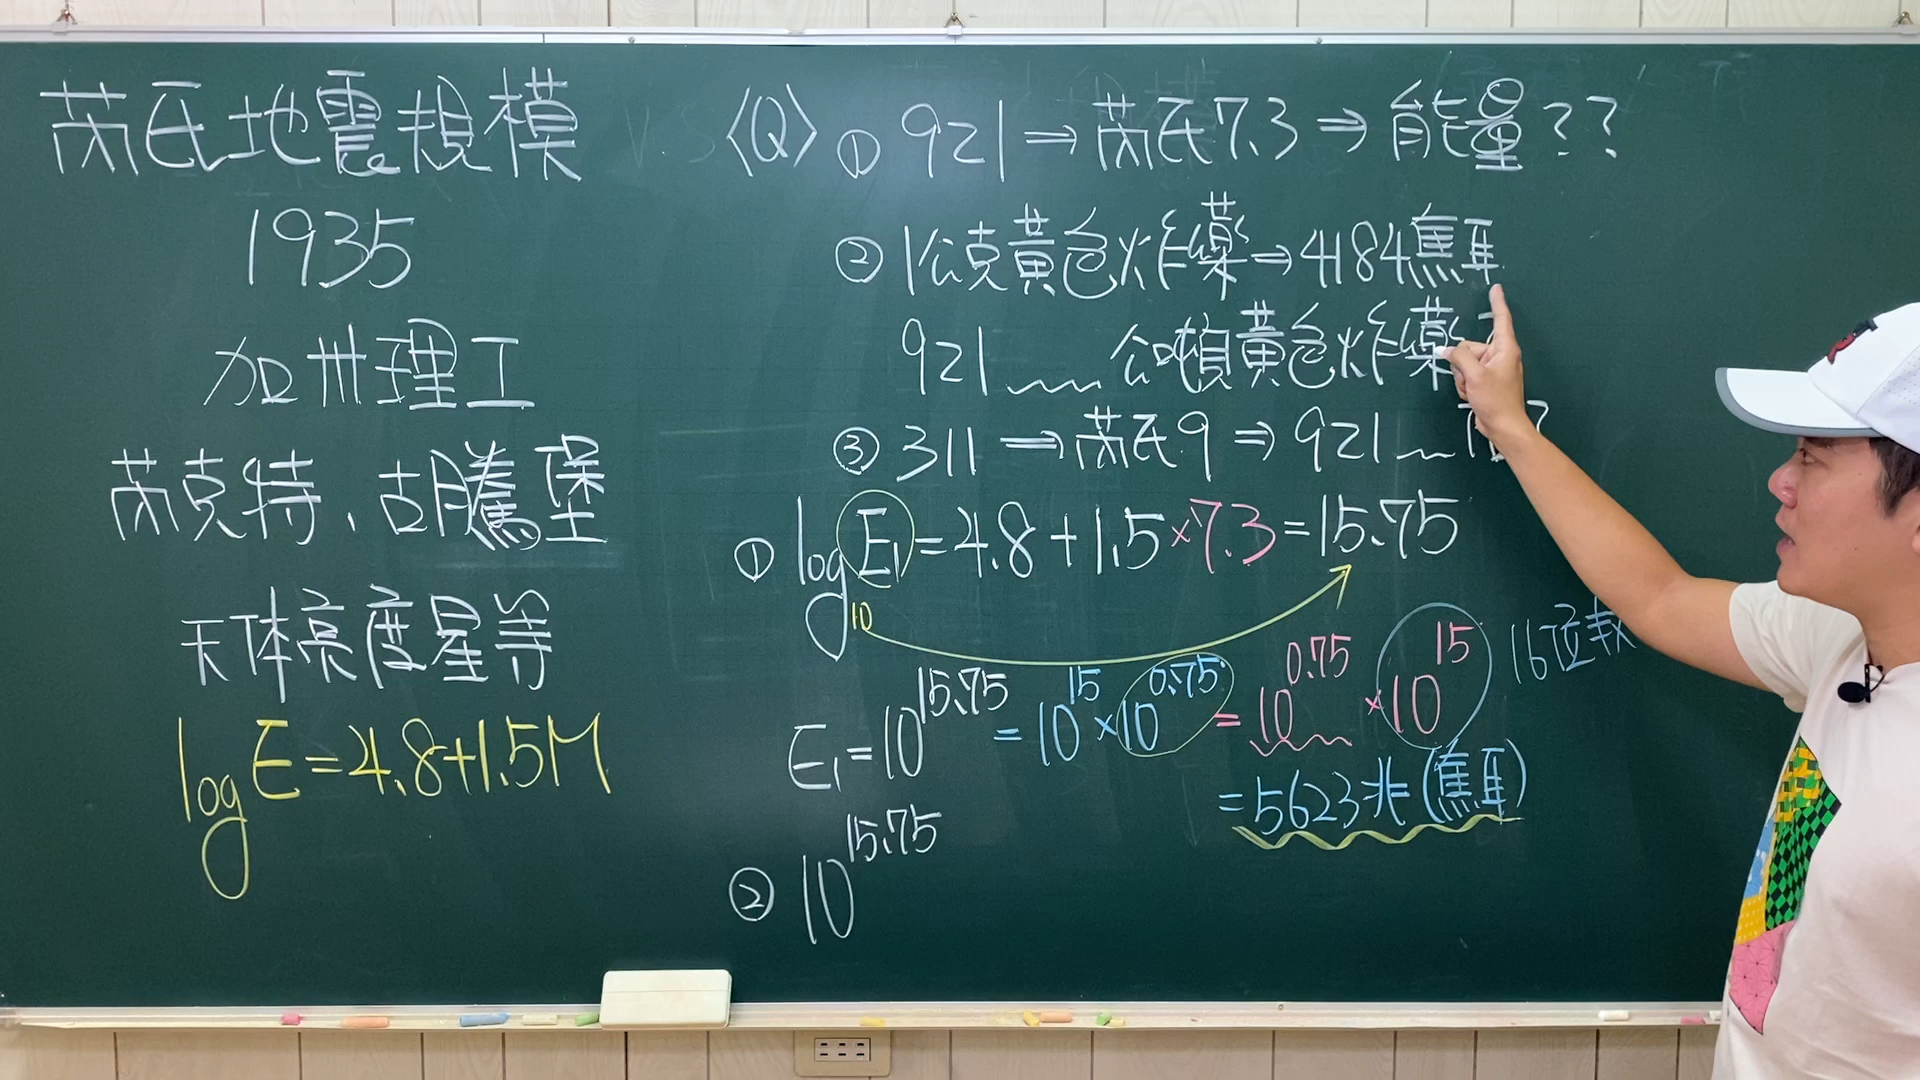 芮氏地震規模
1935
加州理工
芮克特、古騰堡
天体亮度星等
log E = 4.8+1.5M
〈Q〉① 921 ⇒ 芮氏7.3 ⇒ 能量??
② 1公克黃色炸藥 ⇒ 4184焦耳
921 ﹏ 公噸黃色炸藥
③ 311 ⇒ 芮氏9 ⇒ 921﹏?
① log₁₀ E₁ = 4.8+1.5×7.3 = 15.75
E₁ = 10^15.75 = 10^15 × 10^0.75 = 10^0.75 × 10^15 16位數
= 5623兆(焦耳)
② 10^15.75